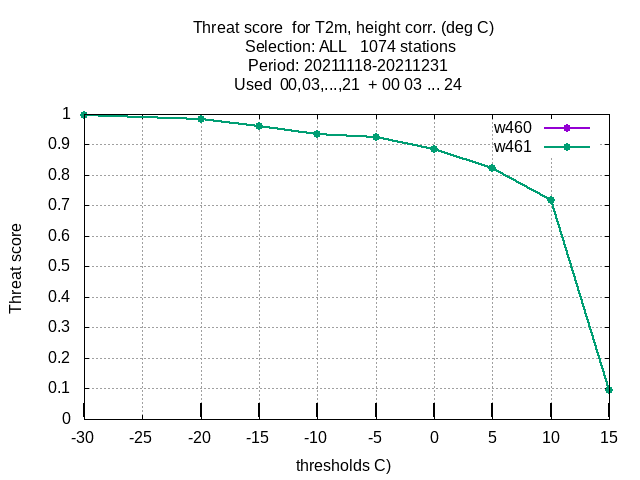 Threat score  for T2m, height corr. (deg C)
Selection: ALL   1074 stations
Period: 20211118-20211231
Used  00,03,...,21  + 00 03 ... 24
w460
w461
Threat score
1
0.9
0.8
0.7
0.6
0.5
0.4
0.3
0.2
0.1
0
-30 -25 -20 -15 -10 -5 0 5 10 15
thresholds C)